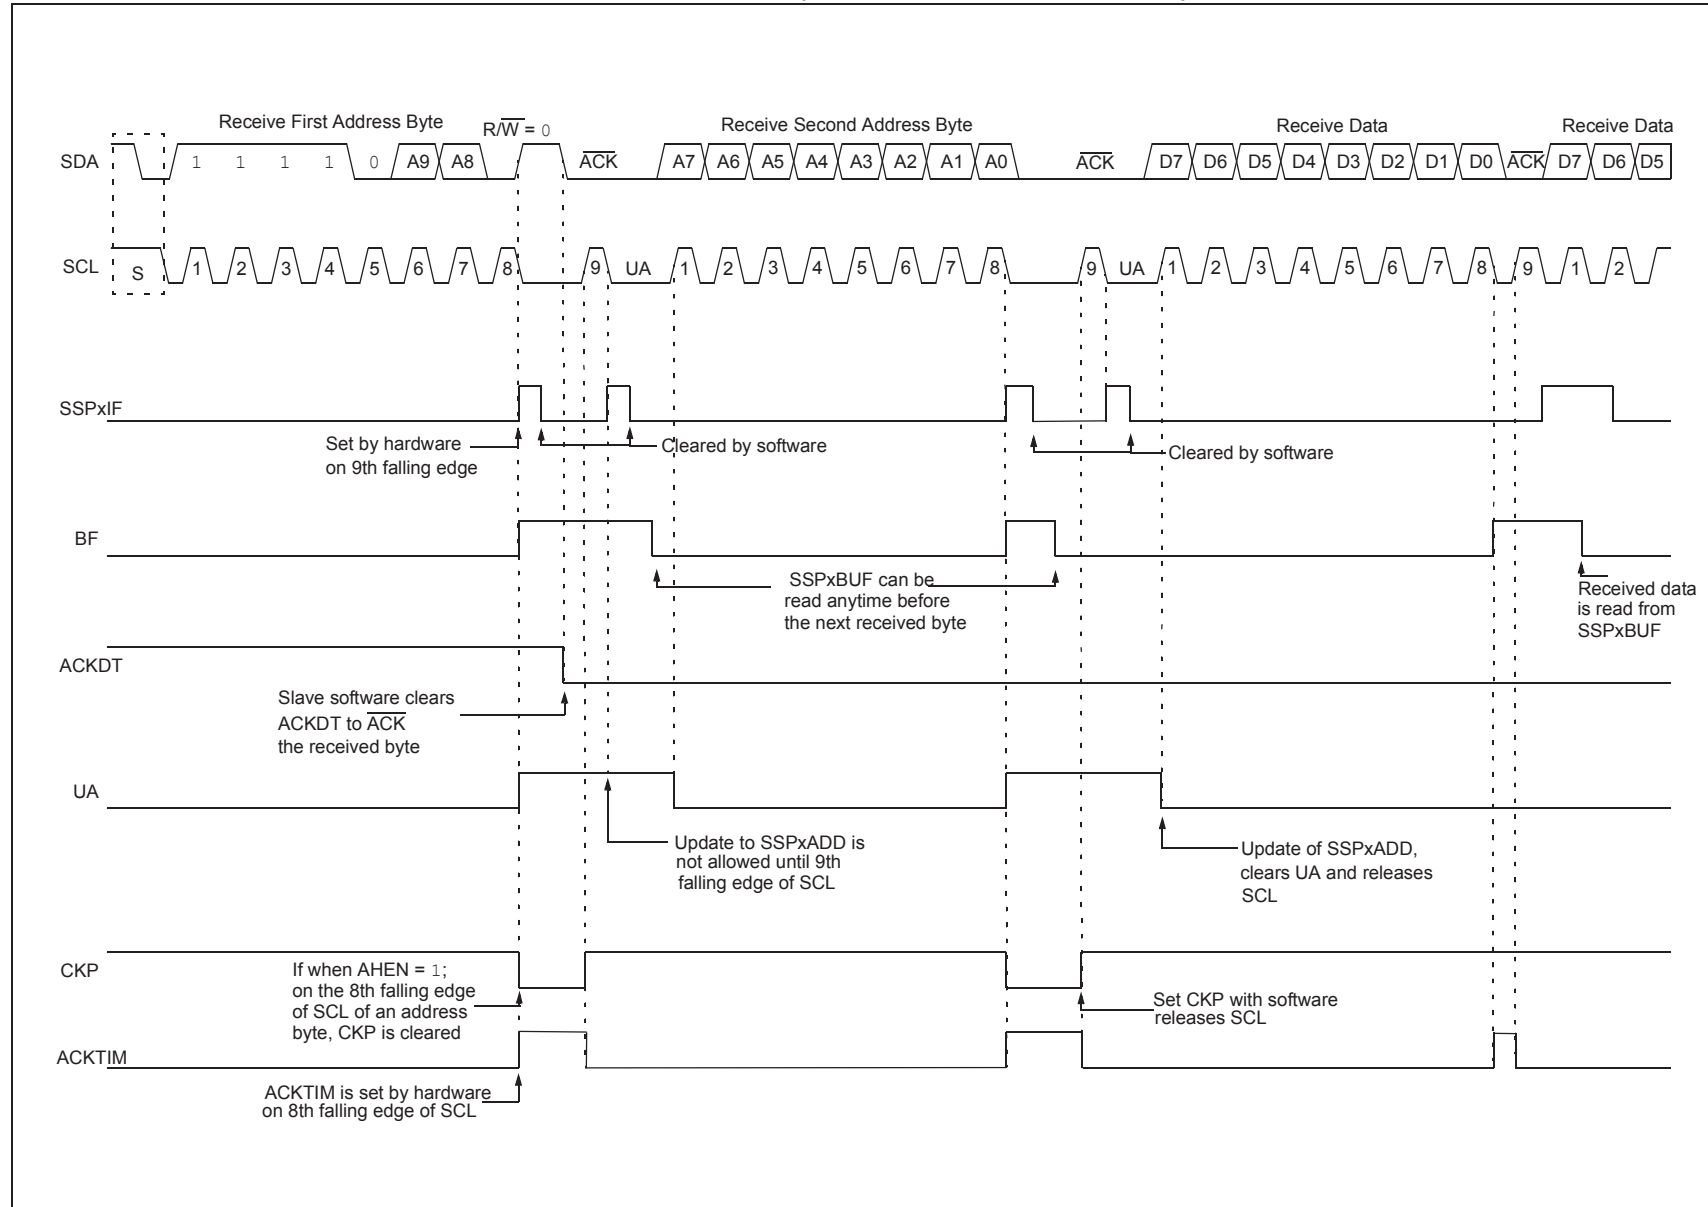 Receive First Address Byte
R/W = 0
Receive Second Address Byte
Receive Data
Receive Data
SDA
1 1 1 1 0 A9 A8
ACK
A7 A6 A5 A4 A3 A2 A1 A0
ACK
D7 D6 D5 D4 D3 D2 D1 D0
ACK
D7 D6 D5
SCL
S
1 2 3 4 5 6 7 8 9 UA 1 2 3 4 5 6 7 8 9 UA 1 2 3 4 5 6 7 8 9 1 2
SSPxIF
Set by hardware
on 9th falling edge
Cleared by software
Cleared by software
BF
SSPxBUF can be
read anytime before
the next received byte
Received data
is read from
SSPxBUF
ACKDT
Slave software clears
ACKDT to ACK
the received byte
UA
Update to SSPxADD is
not allowed until 9th
falling edge of SCL
Update of SSPxADD,
clears UA and releases
SCL
CKP
If when AHEN = 1;
on the 8th falling edge
of SCL of an address
byte, CKP is cleared
Set CKP with software
releases SCL
ACKTIM
ACKTIM is set by hardware
on 8th falling edge of SCL